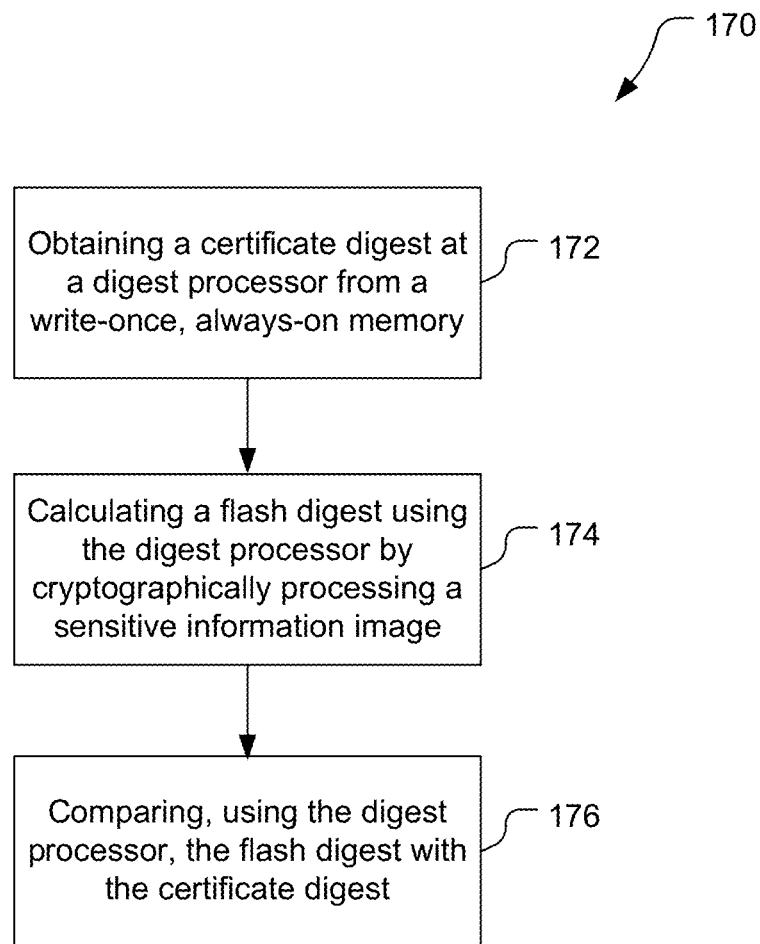 170
Obtaining a certificate digest at
a digest processor from a
write-once, always-on memory
172
Calculating a flash digest using
the digest processor by
cryptographically processing a
sensitive information image
174
Comparing, using the digest
processor, the flash digest with
the certificate digest
176